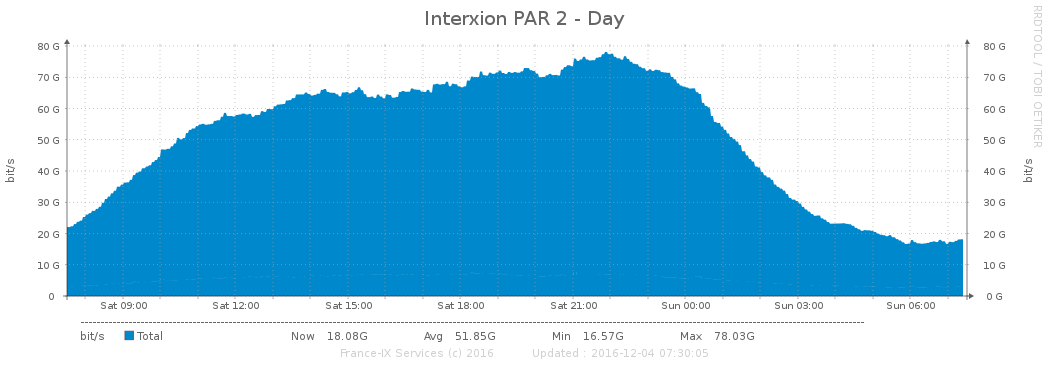 Interxion PAR 2 - Day
RRDTOOL / TOBI OETIKER
bit/s
bit/s
80 G 80 G
70 G 70 G
60 G 60 G
50 G 50 G
40 G 40 G
30 G 30 G
20 G 20 G
10 G 10 G
0 0 G
Sat 09:00 Sat 12:00 Sat 15:00 Sat 18:00 Sat 21:00 Sun 00:00 Sun 03:00 Sun 06:00
bit/s Total Now 18.08G Avg 51.85G Min 16.57G Max 78.03G
France-IX Services (c) 2016 Updated : 2016-12-04 07:30:05